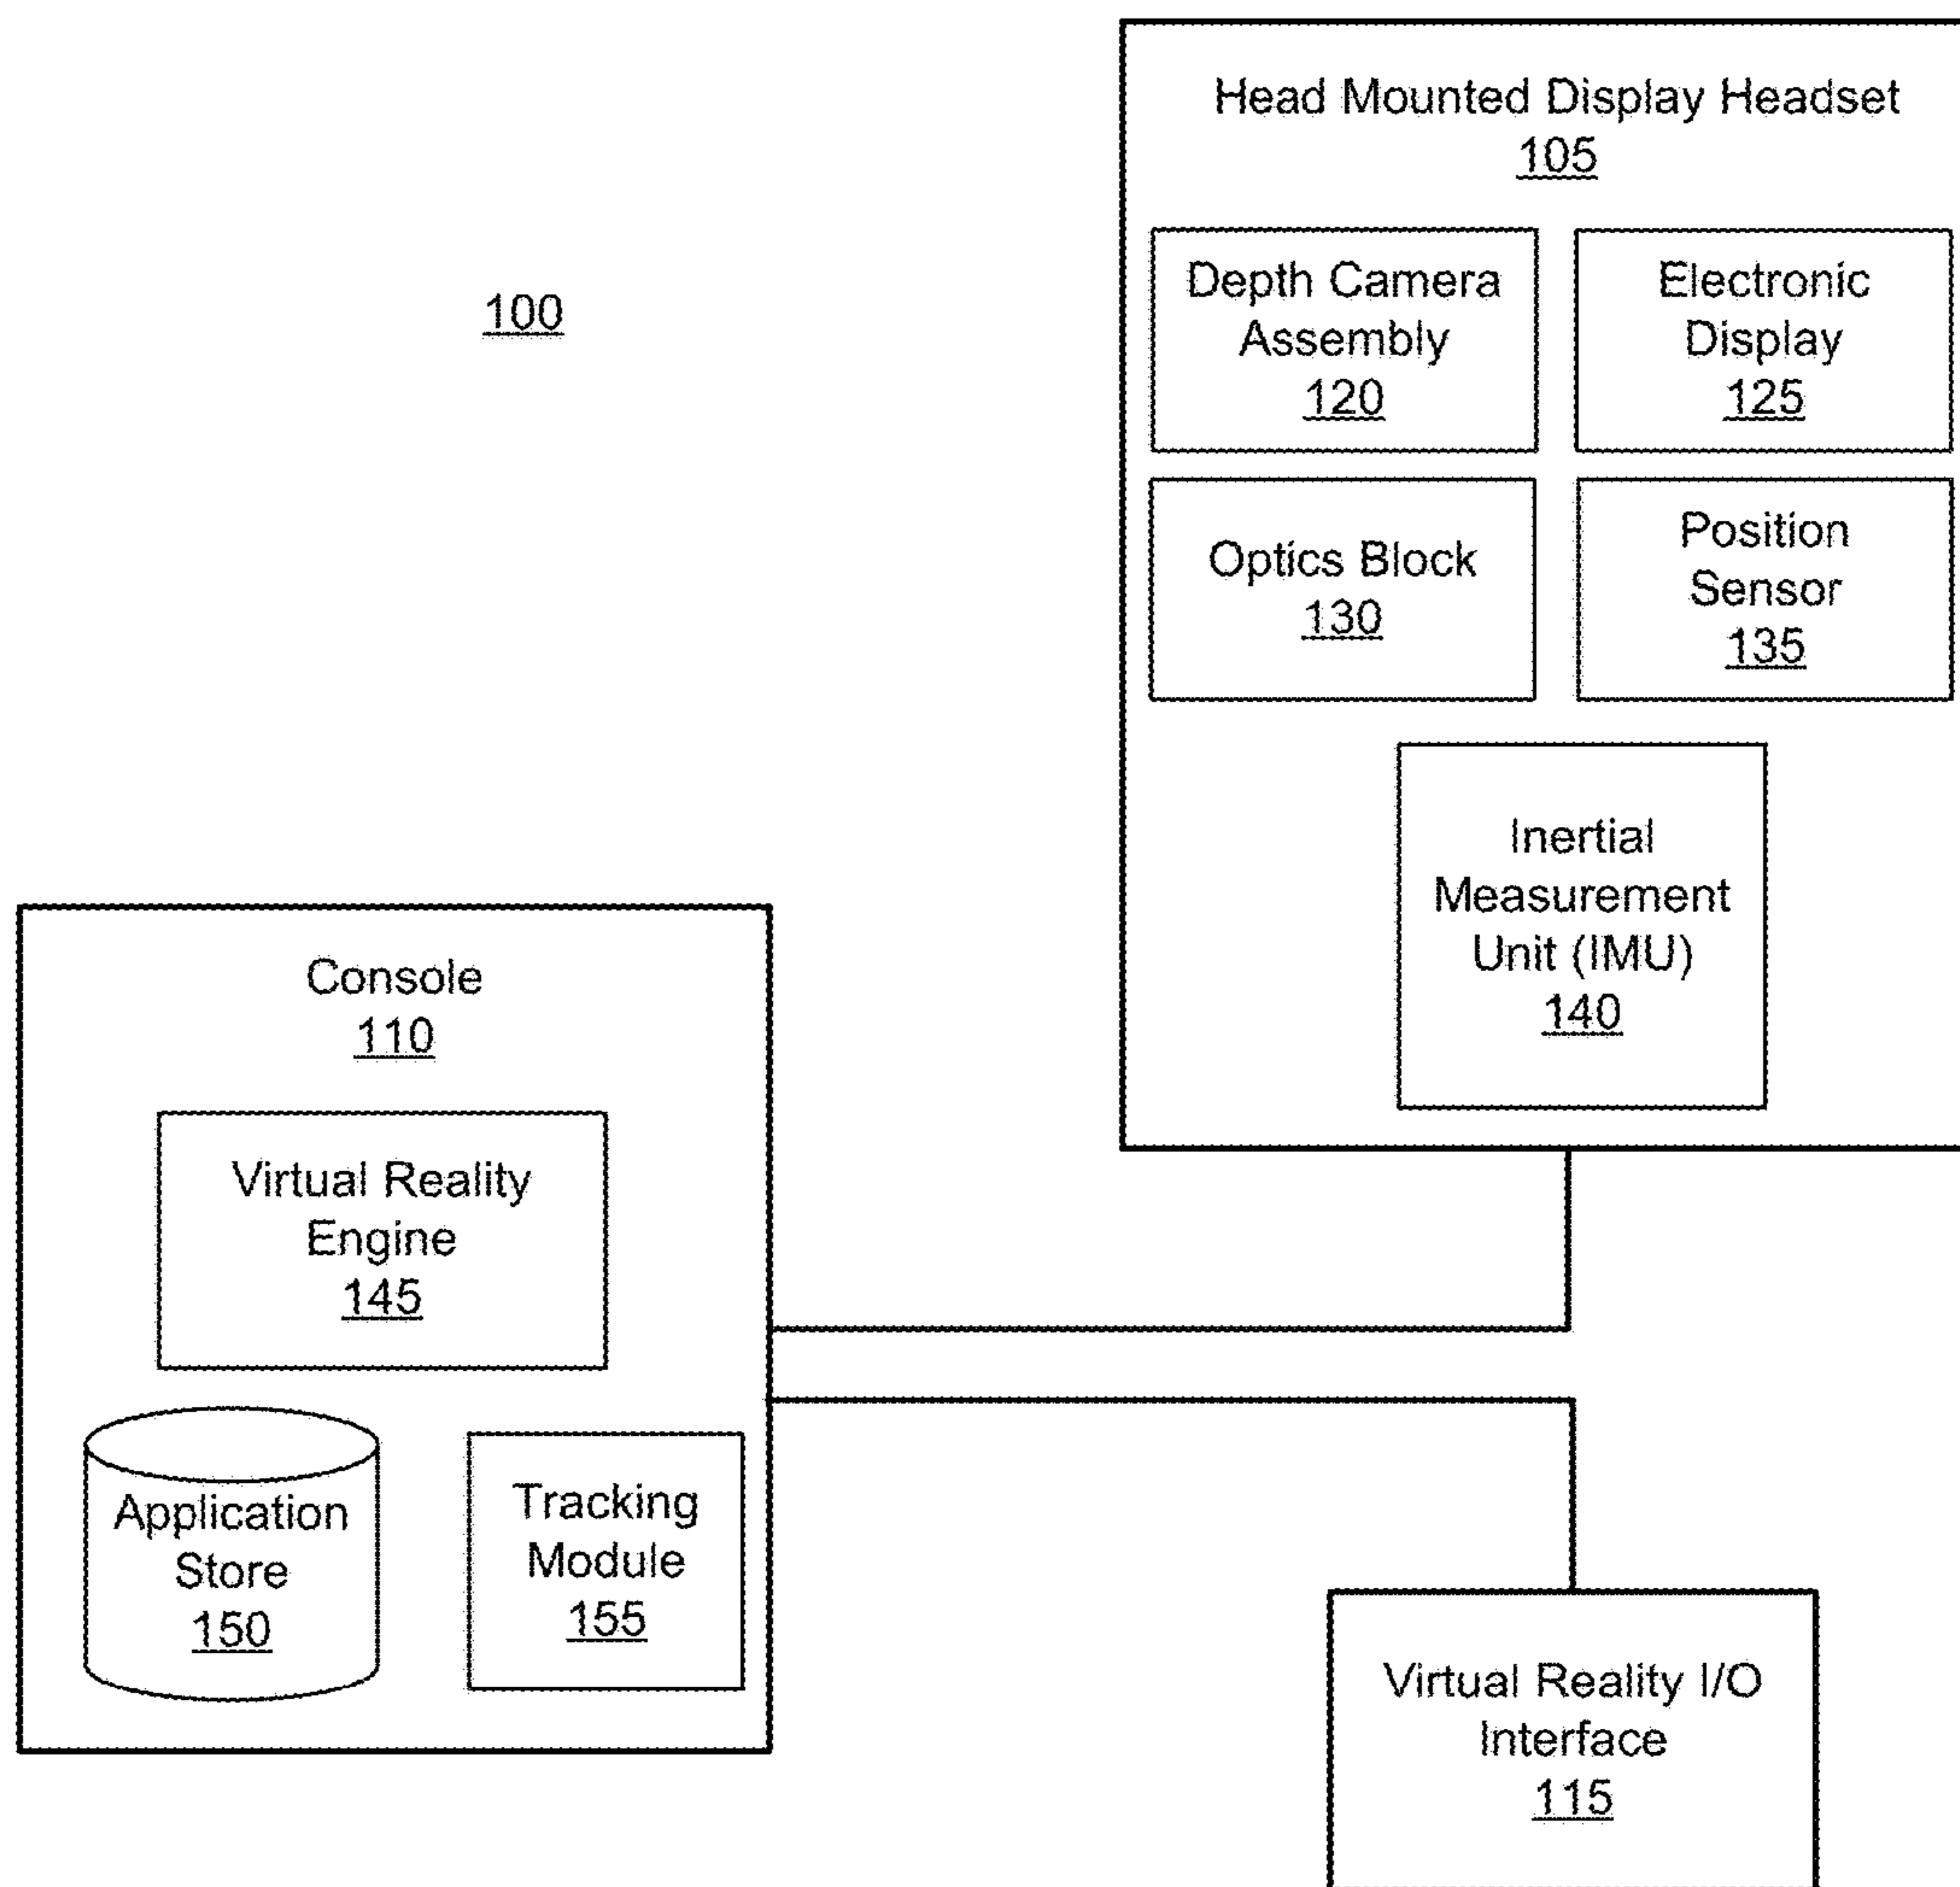 100
Head Mounted Display Headset
105
Depth Camera
Assembly
120
Electronic
Display
125
Optics Block
130
Position
Sensor
135
Inertial
Measurement
Unit (IMU)
140
Console
110
Virtual Reality
Engine
145
Application
Store
150
Tracking
Module
155
Virtual Reality I/O
Interface
115